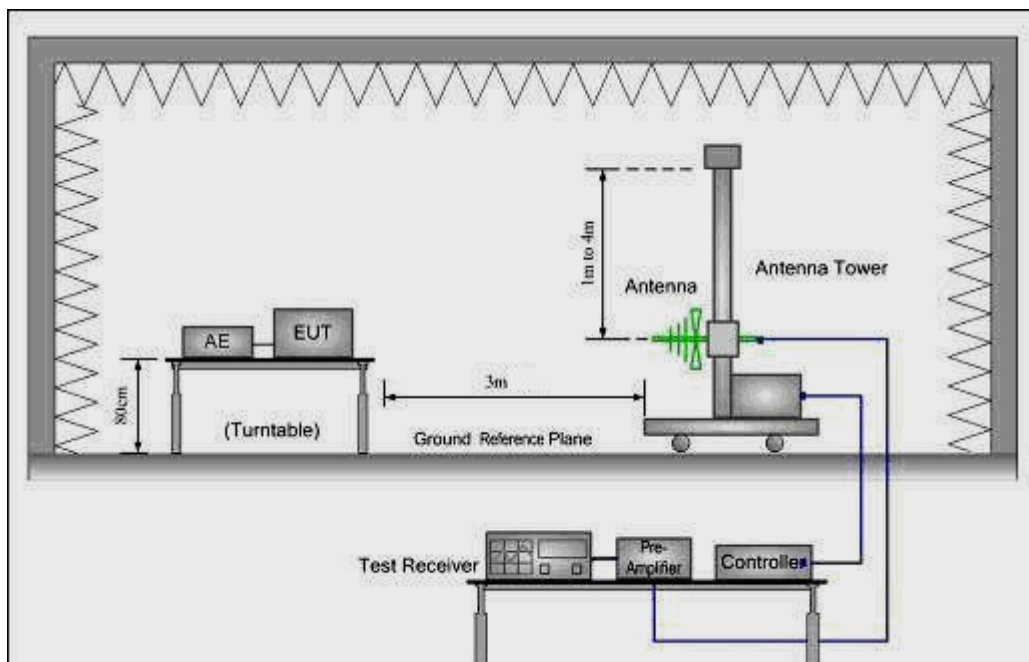 1m to 4m
Antenna
Antenna Tower
AE
EUT
80cm
3m
(Turntable)
Ground Reference Plane
Test Receiver
Pre-
Amplifier
Controller